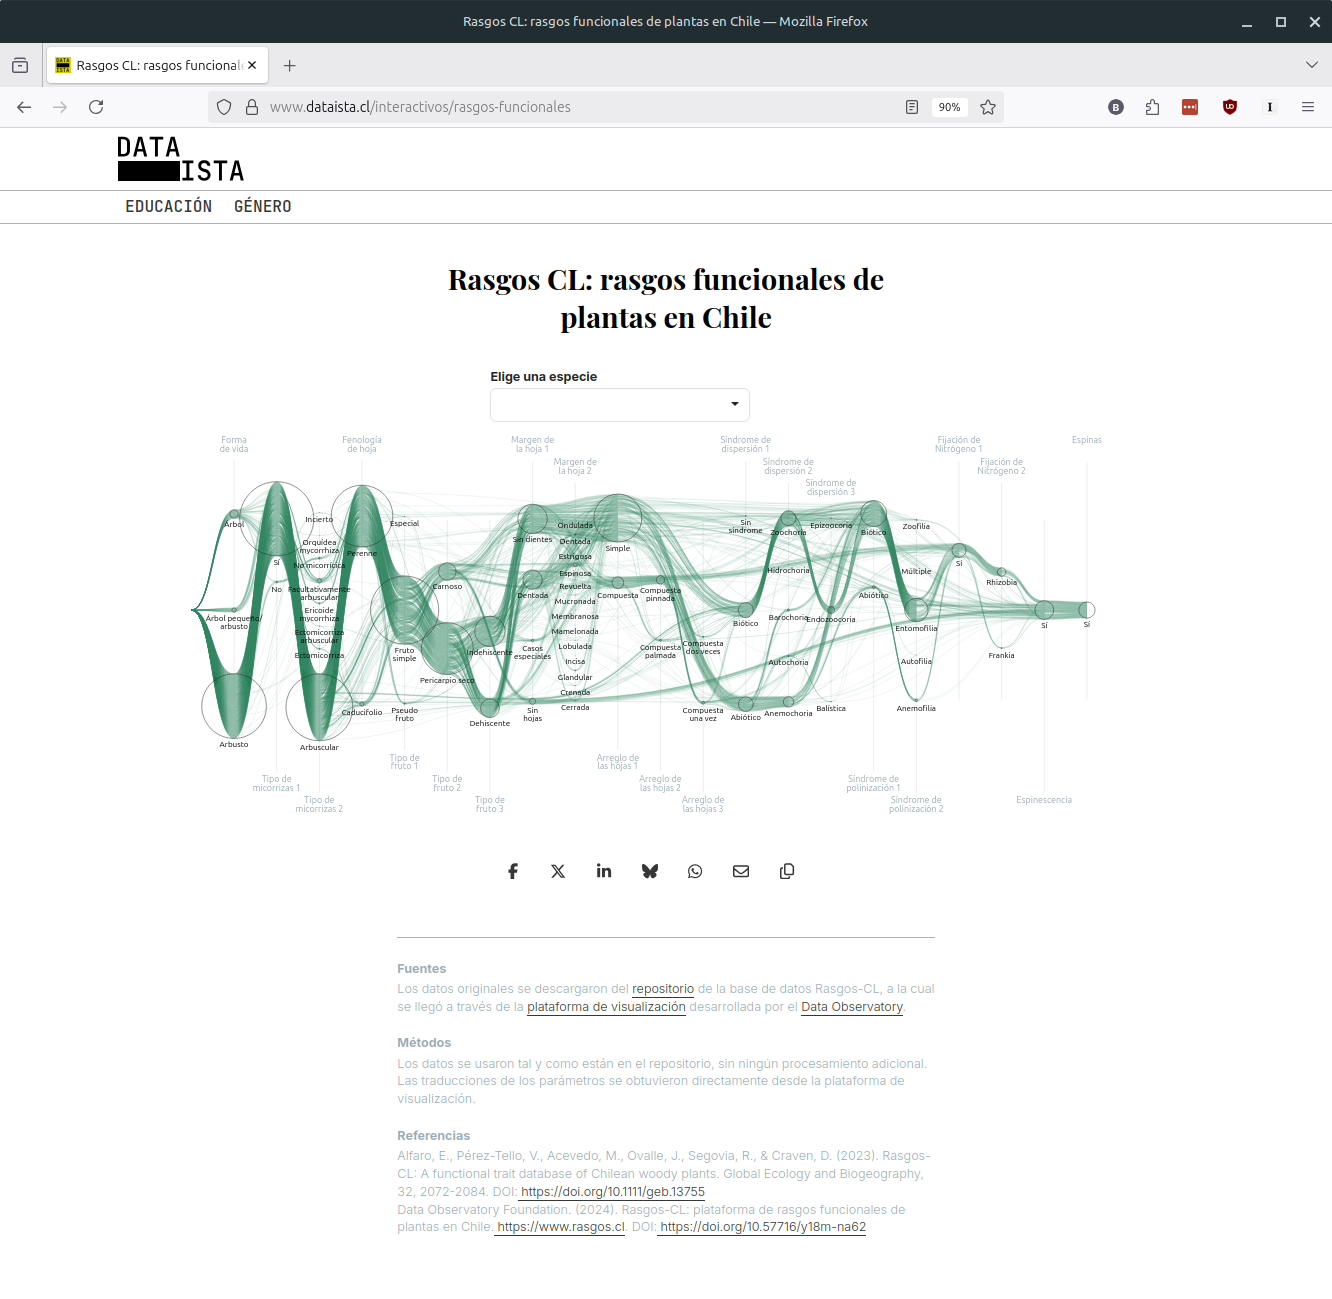 Rasgos CL: rasgos funcionales de plantas en Chile — Mozilla Firefox
DATA
ISTA
Rasgos CL: rasgos funcional
www.dataista.cl/interactivos/rasgos-funcionales
90%
DATA
ISTA
EDUCACIÓN GÉNERO
Rasgos CL: rasgos funcionales de
plantas en Chile
Elige una especie
Forma
de vida
Fenología
de hoja
Margen de
la hoja 1
Síndrome de
dispersión 1
Fijación de
Nitrógeno 1
Espinas
Margen de
la hoja 2
Síndrome de
dispersión 2
Fijación de
Nitrógeno 2
Síndrome de
dispersión 3
Árbol
Árbol pequeño/
arbusto
Arbusto
Sí
No
Incierto
Orquídea
mycorrhiza
No micorrícica
Facultativamente
arbuscular
Ericoide
mycorrhiza
Ectomicorriza
arbuscular
Ectomicorriza
Arbuscular
Perenne
Caducifolio
Especial
Fruto
simple
Pseudo
fruto
Carnoso
Pericarpio seco
Indehiscente
Dehiscente
Sin dientes
Dentada
Casos
especiales
Sin
hojas
Ondulada
Dentada
Estrigosa
Espinosa
Revuelta
Mucronada
Membranosa
Mamelonada
Lobulada
Incisa
Glandular
Crenada
Cerrada
Simple
Compuesta
Compuesta
pinnada
Compuesta
palmada
Compuesta
dos veces
Compuesta
una vez
Sin
síndrome
Biótico
Abiótico
Zoochoria
Hidrochoria
Barochoria
Autochoria
Anemochoria
Epizoocoria
Endozoocoria
Balística
Biótico
Abiótico
Zoofilia
Múltiple
Entomofilia
Autofilia
Anemofilia
Sí
Rhizobia
Frankia
Sí
Sí
Tipo de
fruto 1
Arreglo de
las hojas 1
Tipo de
micorrizas 1
Tipo de
fruto 2
Arreglo de
las hojas 2
Síndrome de
polinización 1
Tipo de
micorrizas 2
Tipo de
fruto 3
Arreglo de
las hojas 3
Síndrome de
polinización 2
Espinescencia
Fuentes
Los datos originales se descargaron del repositorio de la base de datos Rasgos-CL, a la cual
se llegó a través de la plataforma de visualización desarrollada por el Data Observatory.
Métodos
Los datos se usaron tal y como están en el repositorio, sin ningún procesamiento adicional.
Las traducciones de los parámetros se obtuvieron directamente desde la plataforma de
visualización.
Referencias
Alfaro, E., Pérez-Tello, V., Acevedo, M., Ovalle, J., Segovia, R., & Craven, D. (2023). Rasgos-
CL: A functional trait database of Chilean woody plants. Global Ecology and Biogeography,
32, 2072-2084. DOI: https://doi.org/10.1111/geb.13755
Data Observatory Foundation. (2024). Rasgos-CL: plataforma de rasgos funcionales de
plantas en Chile. https://www.rasgos.cl. DOI: https://doi.org/10.57716/y18m-na62